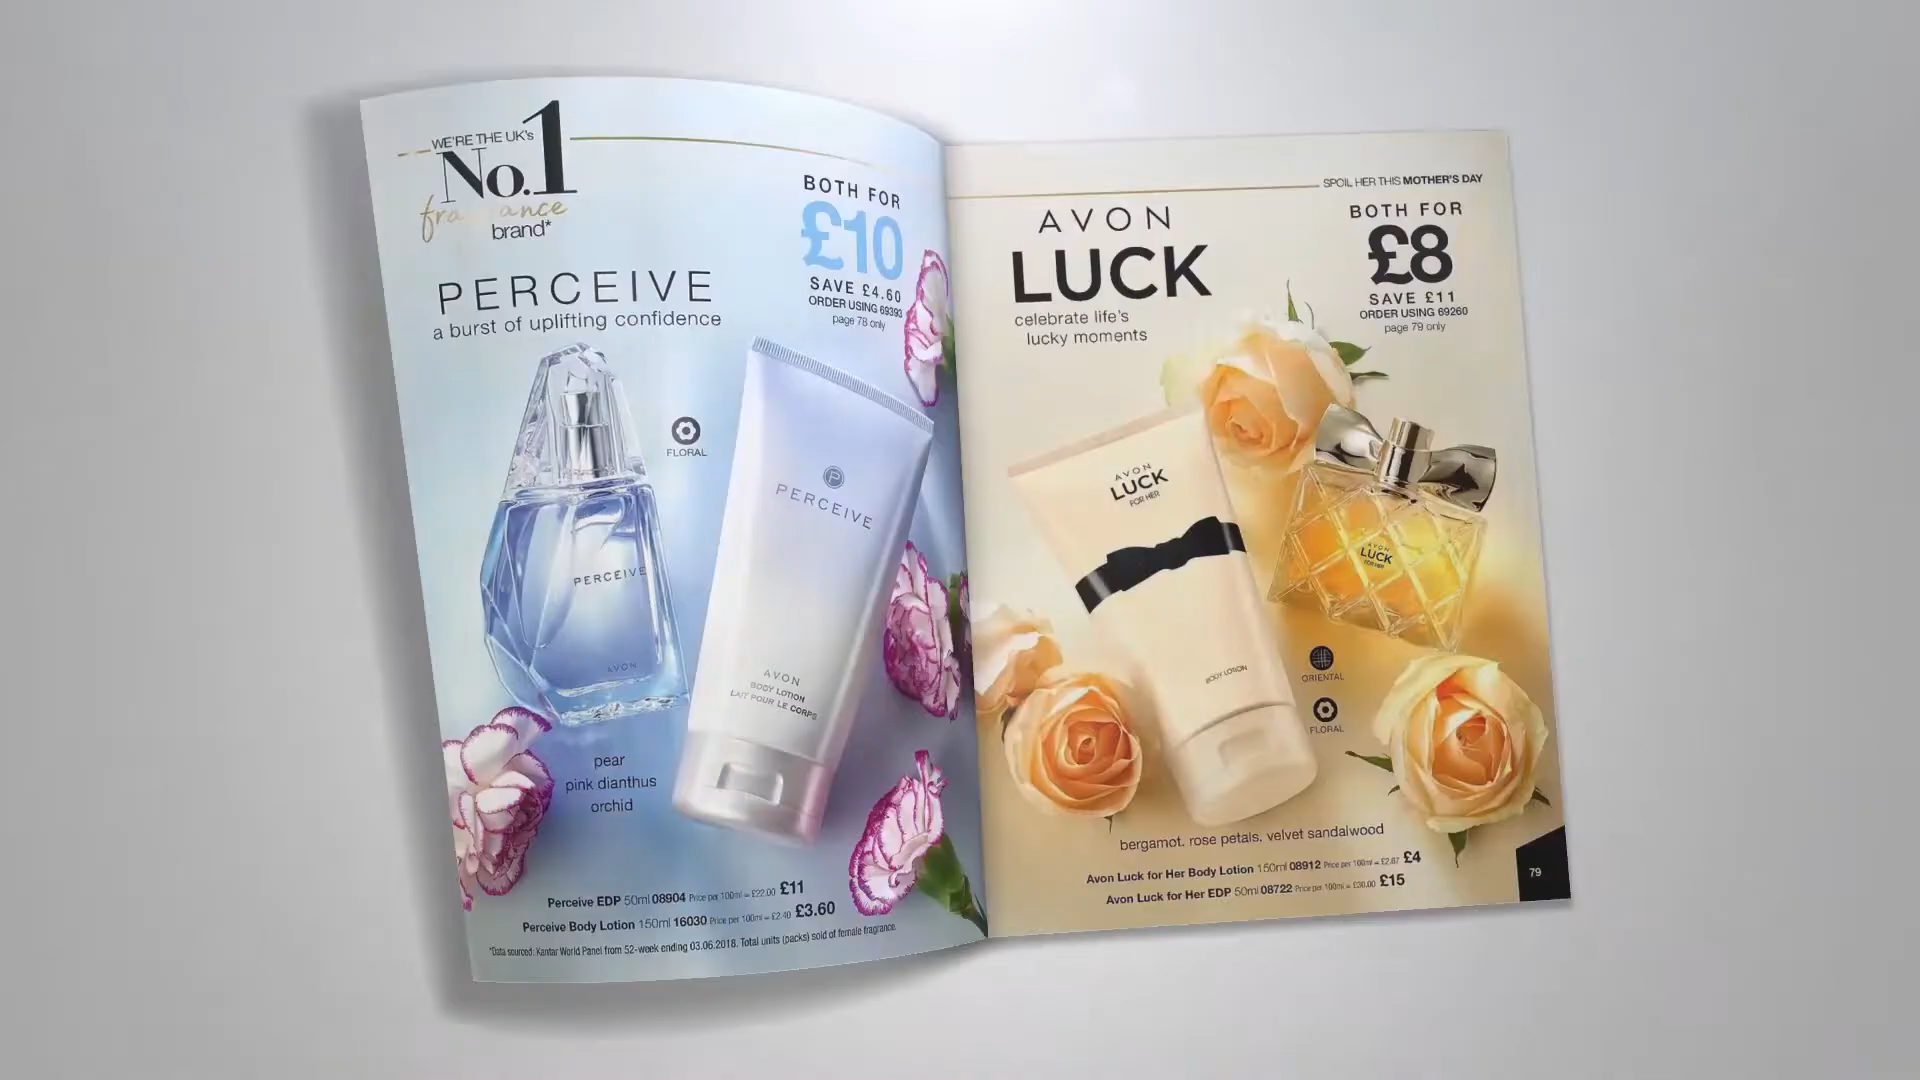 WE'RE THE UK's
No.1
fragrance
brand*
BOTH FOR
£10
SAVE £4.60
ORDER USING 69393
page 78 only
PERCEIVE
a burst of uplifting confidence
FLORAL
PERCEIVE
AVON
P
PERCEIVE
AVON
BODY LOTION
LAIT POUR LE CORPS
pear
pink dianthus
orchid
Perceive EDP 50ml 08904 Price per 100ml = £22.00 £11
Perceive Body Lotion 150ml 16030 Price per 100ml = £2.40 £3.60
*Data sourced: Kantar World Panel from 52-week ending 03.06.2018. Total units (packs) sold of female fragrance.
SPOIL HER THIS MOTHER'S DAY
AVON
LUCK
celebrate life's
lucky moments
BOTH FOR
£8
SAVE £11
ORDER USING 69260
page 79 only
AVON
LUCK
FOR HER
BODY LOTION
AVON
LUCK
FOR HER
ORIENTAL
FLORAL
bergamot, rose petals, velvet sandalwood
Avon Luck for Her Body Lotion 150ml 08912 Price per 100ml = £2.67 £4
Avon Luck for Her EDP 50ml 08722 Price per 100ml = £30.00 £15
79